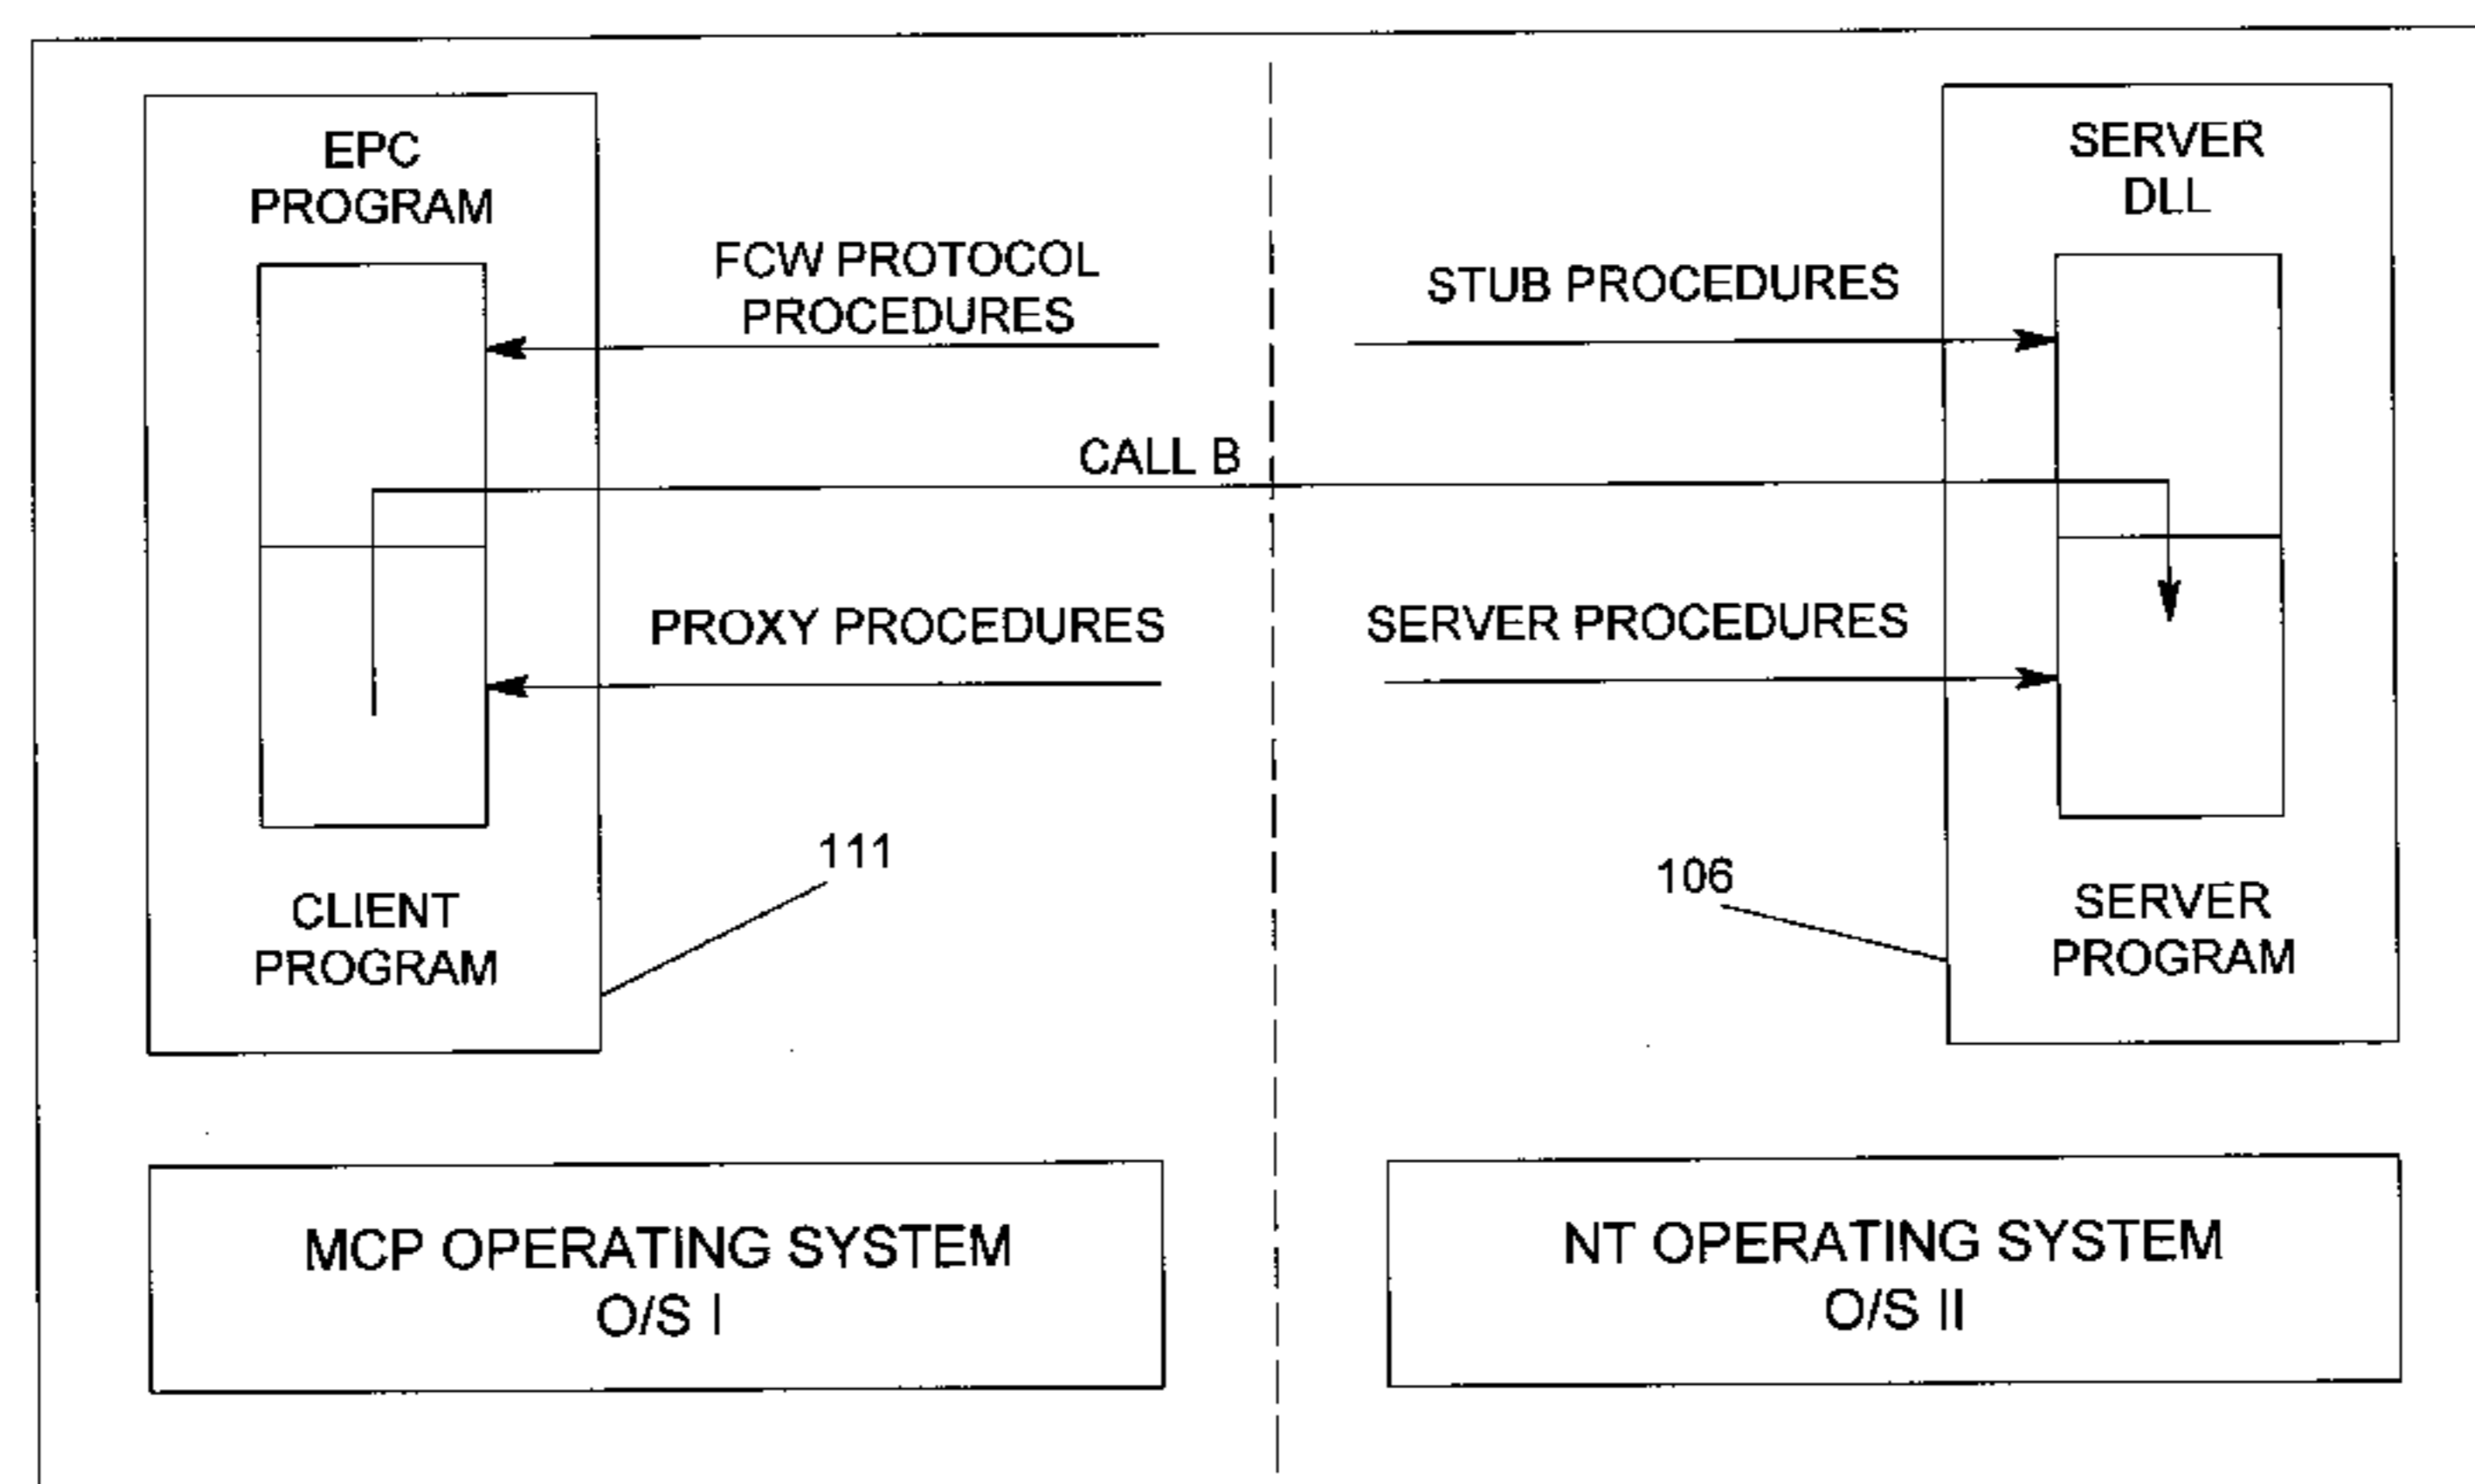 EPC
PROGRAM
SERVER
DLL
FCW PROTOCOL
PROCEDURES
STUB PROCEDURES
CALL B
PROXY PROCEDURES
SERVER PROCEDURES
111
106
CLIENT
PROGRAM
SERVER
PROGRAM
MCP OPERATING SYSTEM
O/S I
NT OPERATING SYSTEM
O/S II